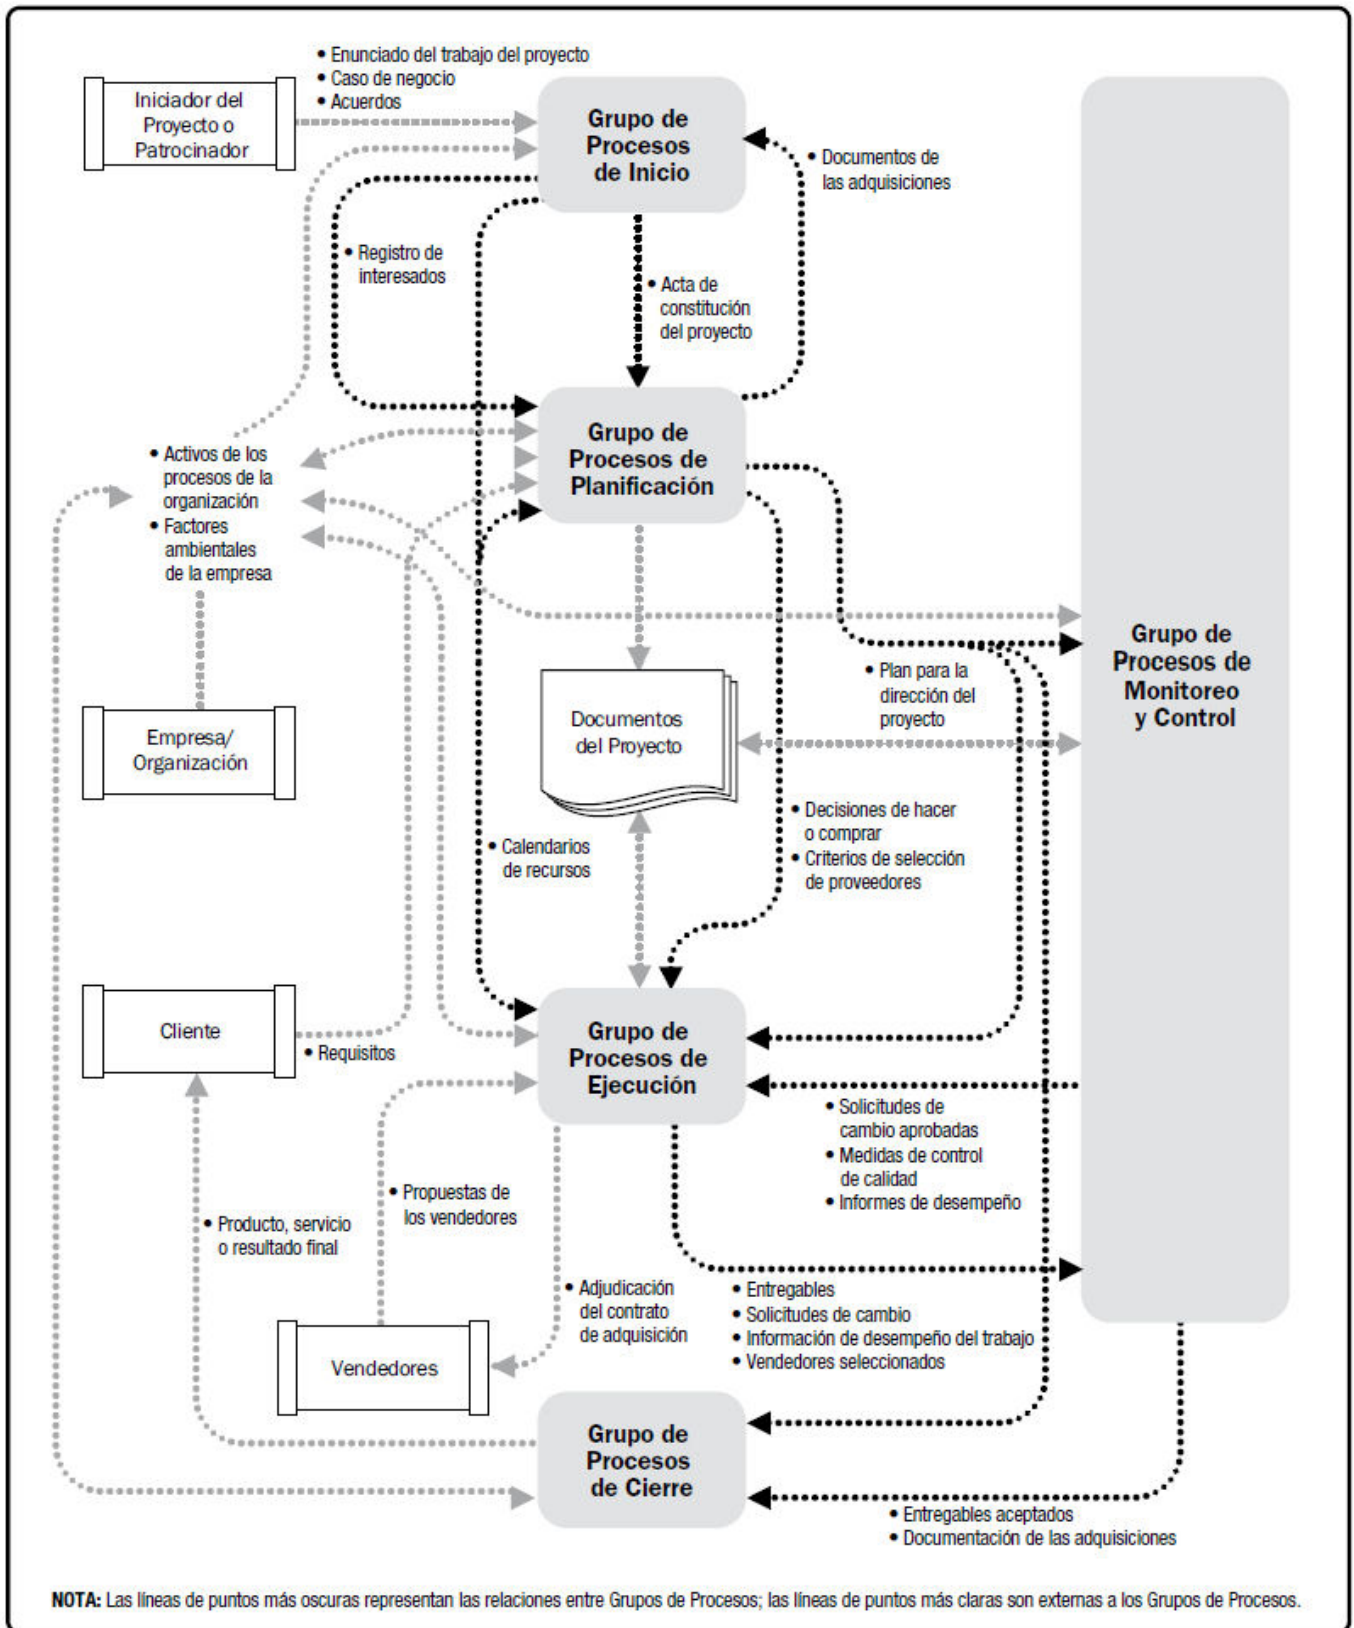 • Enunciado del trabajo del proyecto
• Caso de negocio
• Acuerdos
Iniciador del
Proyecto o
Patrocinador
Grupo de
Procesos
de Inicio
• Documentos de
las adquisiciones
• Registro de
interesados
• Acta de
constitución
del proyecto
Grupo de
Procesos de
Planificación
• Activos de los
procesos de la
organización
• Factores
ambientales
de la empresa
Grupo de
Procesos de
Monitoreo
y Control
• Plan para la
dirección del
proyecto
Documentos
del Proyecto
Empresa/
Organización
• Decisiones de hacer
o comprar
• Criterios de selección
de proveedores
• Calendarios
de recursos
Cliente
• Requisitos
Grupo de
Procesos de
Ejecución
• Solicitudes de
cambio aprobadas
• Medidas de control
de calidad
• Informes de desempeño
• Propuestas de
los vendedores
• Producto, servicio
o resultado final
• Adjudicación
del contrato
de adquisición
• Entregables
• Solicitudes de cambio
• Información de desempeño del trabajo
• Vendedores seleccionados
Vendedores
Grupo de
Procesos
de Cierre
• Entregables aceptados
• Documentación de las adquisiciones
NOTA: Las líneas de puntos más oscuras representan las relaciones entre Grupos de Procesos; las líneas de puntos más claras son externas a los Grupos de Procesos.